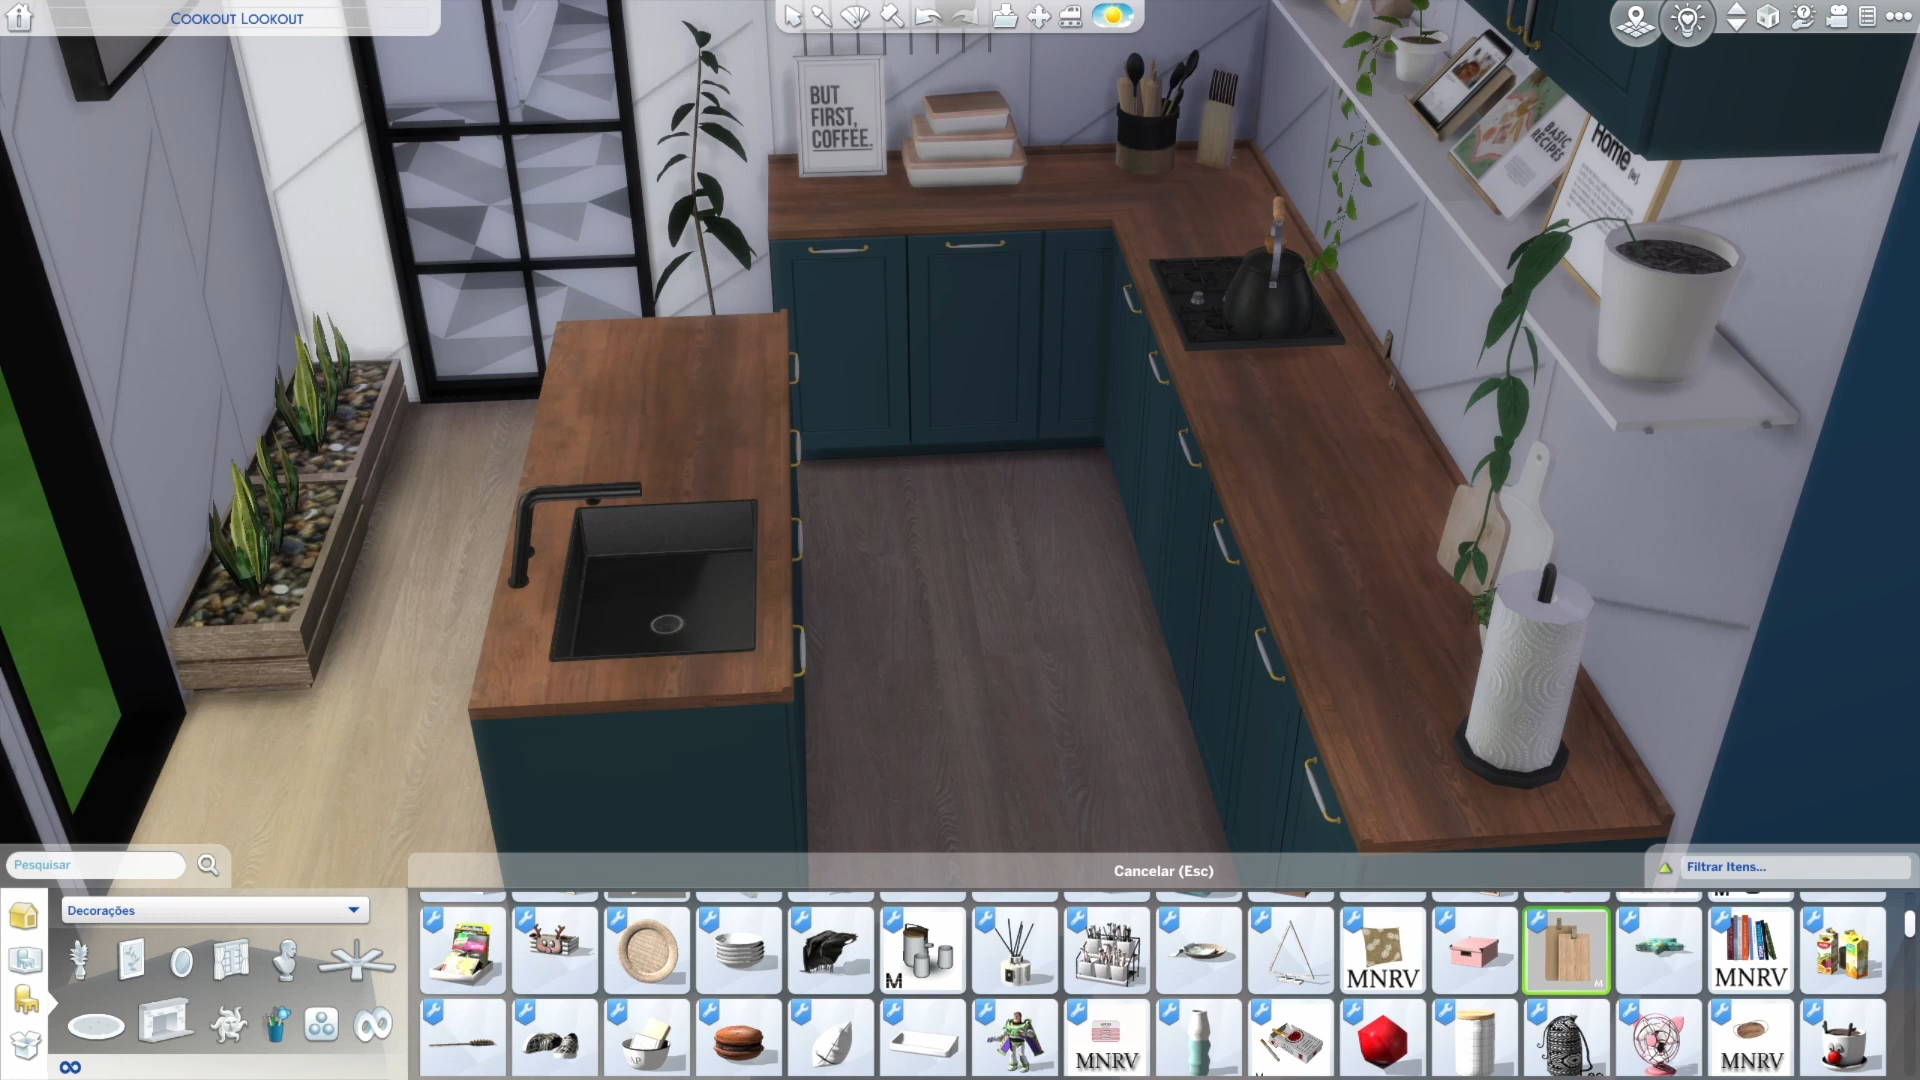 Cookout Lookout
BUT
FIRST,
COFFEE.
BASIC
RECIPES
Home
Pesquisar
Cancelar (Esc)
Filtrar Itens...
Decorações
M
MNRV
M
MNRV
MNRV
MNRV